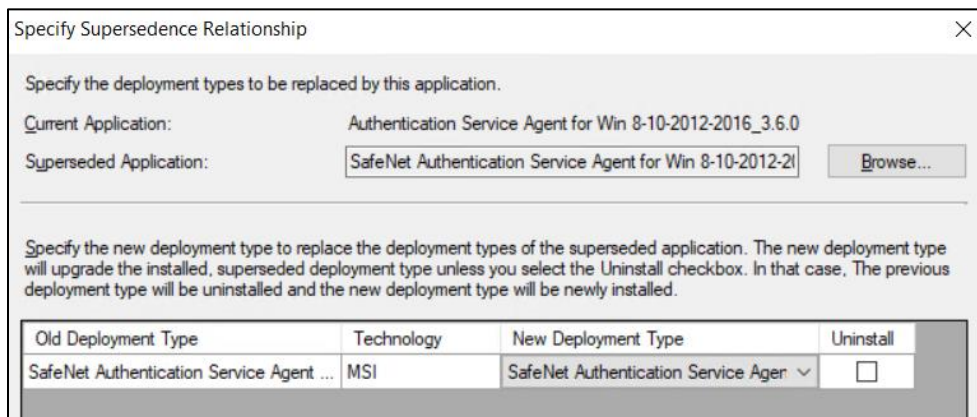 Specify Supersedence Relationship
Specify the deployment types to be replaced by this application.
Current Application: Authentication Service Agent for Win 8-10-2012-2016_3.6.0
Superseded Application: SafeNet Authentication Service Agent for Win 8-10-2012-20 Browse...
Specify the new deployment type to replace the deployment types of the superseded application. The new deployment type
will upgrade the installed, superseded deployment type unless you select the Uninstall checkbox. In that case, The previous
deployment type will be uninstalled and the new deployment type will be newly installed.
Old Deployment Type Technology New Deployment Type Uninstall
SafeNet Authentication Service Agent ... MSI SafeNet Authentication Service Agen